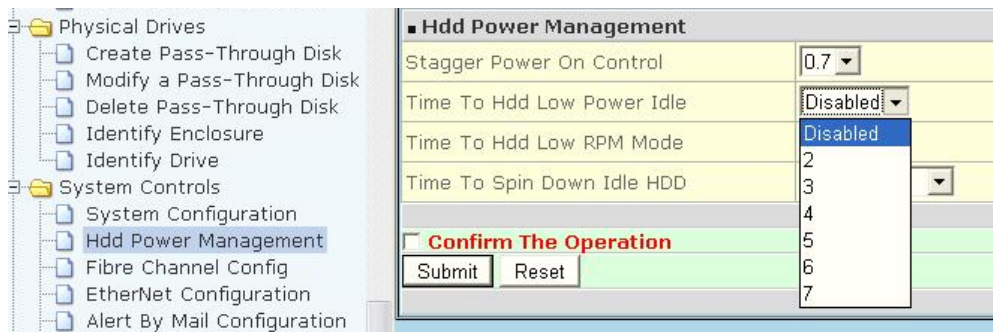 Physical Drives
Create Pass-Through Disk
Modify a Pass-Through Disk
Delete Pass-Through Disk
Identify Enclosure
Identify Drive
System Controls
System Configuration
Hdd Power Management
Fibre Channel Config
EtherNet Configuration
Alert By Mail Configuration
Hdd Power Management
Stagger Power On Control
0.7
Time To Hdd Low Power Idle
Disabled
Disabled
2
3
4
5
6
7
Time To Hdd Low RPM Mode
Time To Spin Down Idle HDD
Confirm The Operation
Submit
Reset